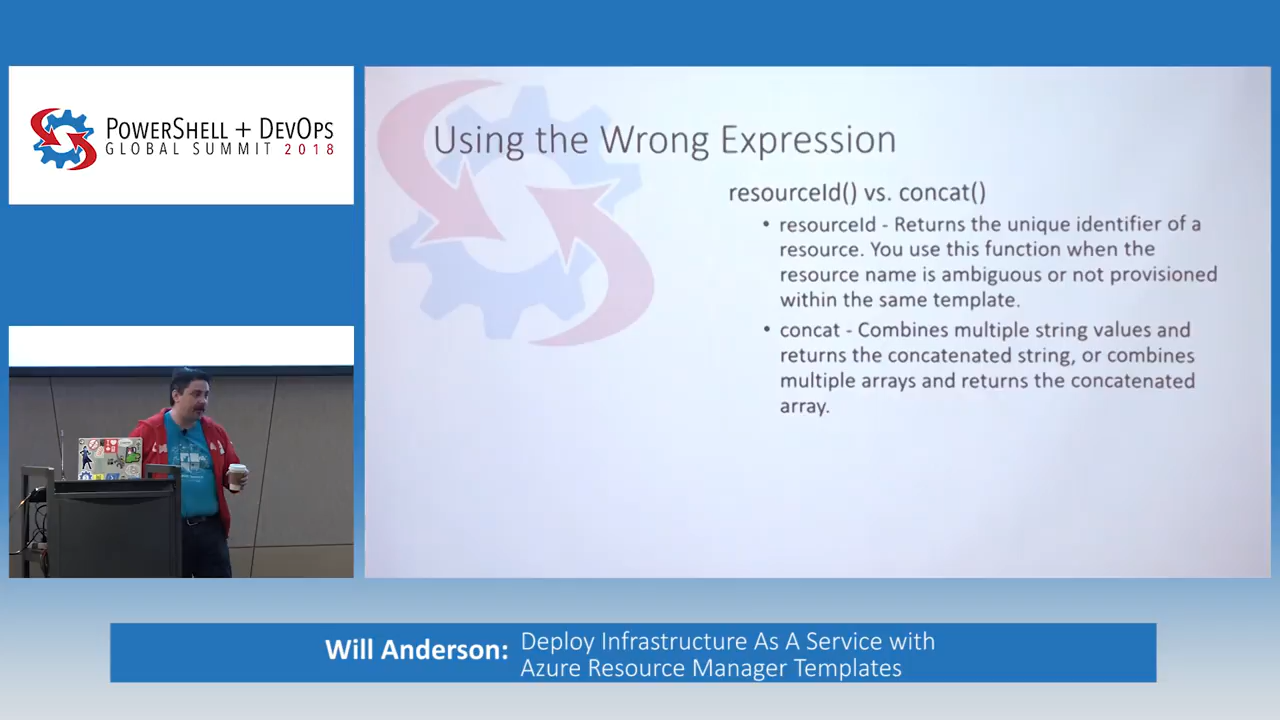 POWERSHELL + DEVOPS
GLOBAL SUMMIT 2018
Using the Wrong Expression
resourceId() vs. concat()
• resourceId - Returns the unique identifier of a
resource. You use this function when the
resource name is ambiguous or not provisioned
within the same template.
• concat - Combines multiple string values and
returns the concatenated string, or combines
multiple arrays and returns the concatenated
array.
Will Anderson:
Deploy Infrastructure As A Service with
Azure Resource Manager Templates